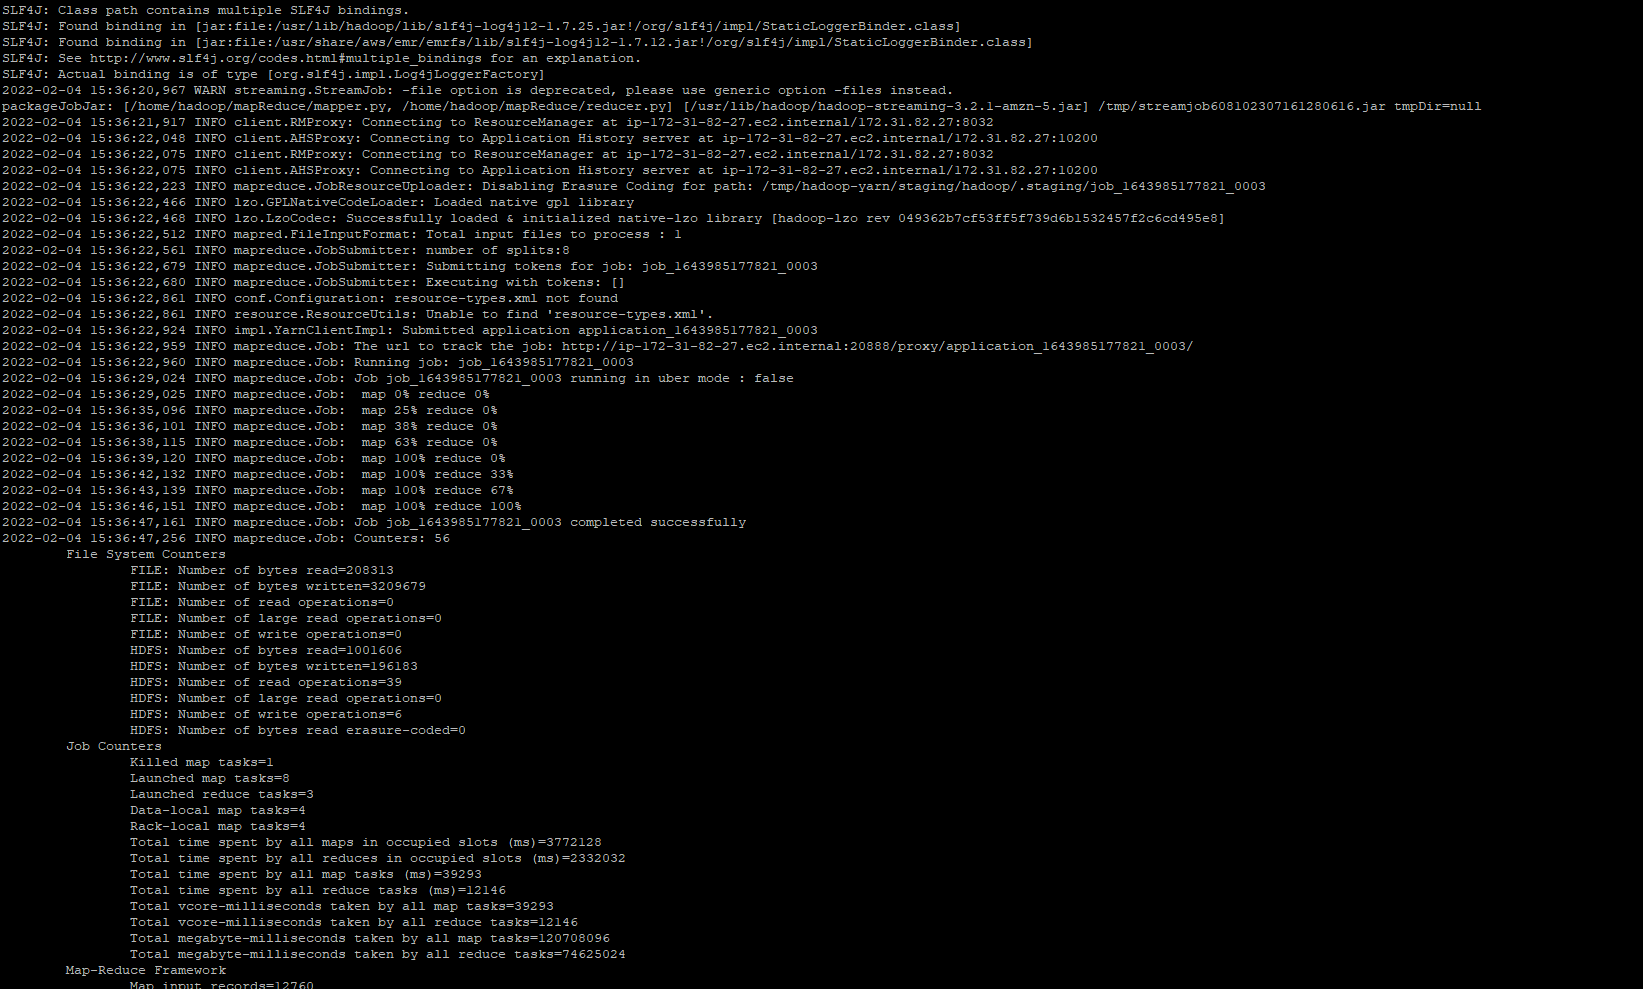 SLF4J: Class path contains multiple SLF4J bindings.
SLF4J: Found binding in [jar:file:/usr/lib/hadoop/lib/slf4j-log4j12-1.7.25.jar!/org/slf4j/impl/StaticLoggerBinder.class]
SLF4J: Found binding in [jar:file:/usr/share/aws/emr/emrfs/lib/slf4j-log4j12-1.7.12.jar!/org/slf4j/impl/StaticLoggerBinder.class]
SLF4J: See http://www.slf4j.org/codes.html#multiple_bindings for an explanation.
SLF4J: Actual binding is of type [org.slf4j.impl.Log4jLoggerFactory]
2022-02-04 15:36:20,967 WARN streaming.StreamJob: -file option is deprecated, please use generic option -files instead.
packageJobJar: [/home/hadoop/mapReduce/mapper.py, /home/hadoop/mapReduce/reducer.py] [/usr/lib/hadoop/hadoop-streaming-3.2.1-amzn-5.jar] /tmp/streamjob608102307161280616.jar tmpDir=null
2022-02-04 15:36:21,917 INFO client.RMProxy: Connecting to ResourceManager at ip-172-31-82-27.ec2.internal/172.31.82.27:8032
2022-02-04 15:36:22,048 INFO client.AHSProxy: Connecting to Application History server at ip-172-31-82-27.ec2.internal/172.31.82.27:10200
2022-02-04 15:36:22,075 INFO client.RMProxy: Connecting to ResourceManager at ip-172-31-82-27.ec2.internal/172.31.82.27:8032
2022-02-04 15:36:22,075 INFO client.AHSProxy: Connecting to Application History server at ip-172-31-82-27.ec2.internal/172.31.82.27:10200
2022-02-04 15:36:22,223 INFO mapreduce.JobResourceUploader: Disabling Erasure Coding for path: /tmp/hadoop-yarn/staging/hadoop/.staging/job_1643985177821_0003
2022-02-04 15:36:22,466 INFO lzo.GPLNativeCodeLoader: Loaded native gpl library
2022-02-04 15:36:22,468 INFO lzo.LzoCodec: Successfully loaded & initialized native-lzo library [hadoop-lzo rev 049362b7cf53ff5f739d6b1532457f2c6cd495e8]
2022-02-04 15:36:22,512 INFO mapred.FileInputFormat: Total input files to process : 1
2022-02-04 15:36:22,561 INFO mapreduce.JobSubmitter: number of splits:8
2022-02-04 15:36:22,679 INFO mapreduce.JobSubmitter: Submitting tokens for job: job_1643985177821_0003
2022-02-04 15:36:22,680 INFO mapreduce.JobSubmitter: Executing with tokens: []
2022-02-04 15:36:22,861 INFO conf.Configuration: resource-types.xml not found
2022-02-04 15:36:22,861 INFO resource.ResourceUtils: Unable to find 'resource-types.xml'.
2022-02-04 15:36:22,924 INFO impl.YarnClientImpl: Submitted application application_1643985177821_0003
2022-02-04 15:36:22,959 INFO mapreduce.Job: The url to track the job: http://ip-172-31-82-27.ec2.internal:20888/proxy/application_1643985177821_0003/
2022-02-04 15:36:22,960 INFO mapreduce.Job: Running job: job_1643985177821_0003
2022-02-04 15:36:29,024 INFO mapreduce.Job: Job job_1643985177821_0003 running in uber mode : false
2022-02-04 15:36:29,025 INFO mapreduce.Job:  map 0% reduce 0%
2022-02-04 15:36:35,096 INFO mapreduce.Job:  map 25% reduce 0%
2022-02-04 15:36:36,101 INFO mapreduce.Job:  map 38% reduce 0%
2022-02-04 15:36:38,115 INFO mapreduce.Job:  map 63% reduce 0%
2022-02-04 15:36:39,120 INFO mapreduce.Job:  map 100% reduce 0%
2022-02-04 15:36:42,132 INFO mapreduce.Job:  map 100% reduce 33%
2022-02-04 15:36:43,139 INFO mapreduce.Job:  map 100% reduce 67%
2022-02-04 15:36:46,151 INFO mapreduce.Job:  map 100% reduce 100%
2022-02-04 15:36:47,161 INFO mapreduce.Job: Job job_1643985177821_0003 completed successfully
2022-02-04 15:36:47,256 INFO mapreduce.Job: Counters: 56
File System Counters
FILE: Number of bytes read=208313
FILE: Number of bytes written=3209679
FILE: Number of read operations=0
FILE: Number of large read operations=0
FILE: Number of write operations=0
HDFS: Number of bytes read=1001606
HDFS: Number of bytes written=196183
HDFS: Number of read operations=39
HDFS: Number of large read operations=0
HDFS: Number of write operations=6
HDFS: Number of bytes read erasure-coded=0
Job Counters
Killed map tasks=1
Launched map tasks=8
Launched reduce tasks=3
Data-local map tasks=4
Rack-local map tasks=4
Total time spent by all maps in occupied slots (ms)=3772128
Total time spent by all reduces in occupied slots (ms)=2332032
Total time spent by all map tasks (ms)=39293
Total time spent by all reduce tasks (ms)=12146
Total vcore-milliseconds taken by all map tasks=39293
Total vcore-milliseconds taken by all reduce tasks=12146
Total megabyte-milliseconds taken by all map tasks=120708096
Total megabyte-milliseconds taken by all reduce tasks=74625024
Map-Reduce Framework
Map input records=12760